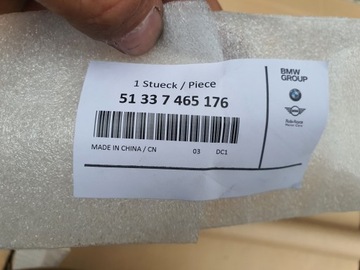 1 Stueck / Piece
51 33 7 465 176
MADE IN CHINA / CN 03 DC1
BMW
GROUP